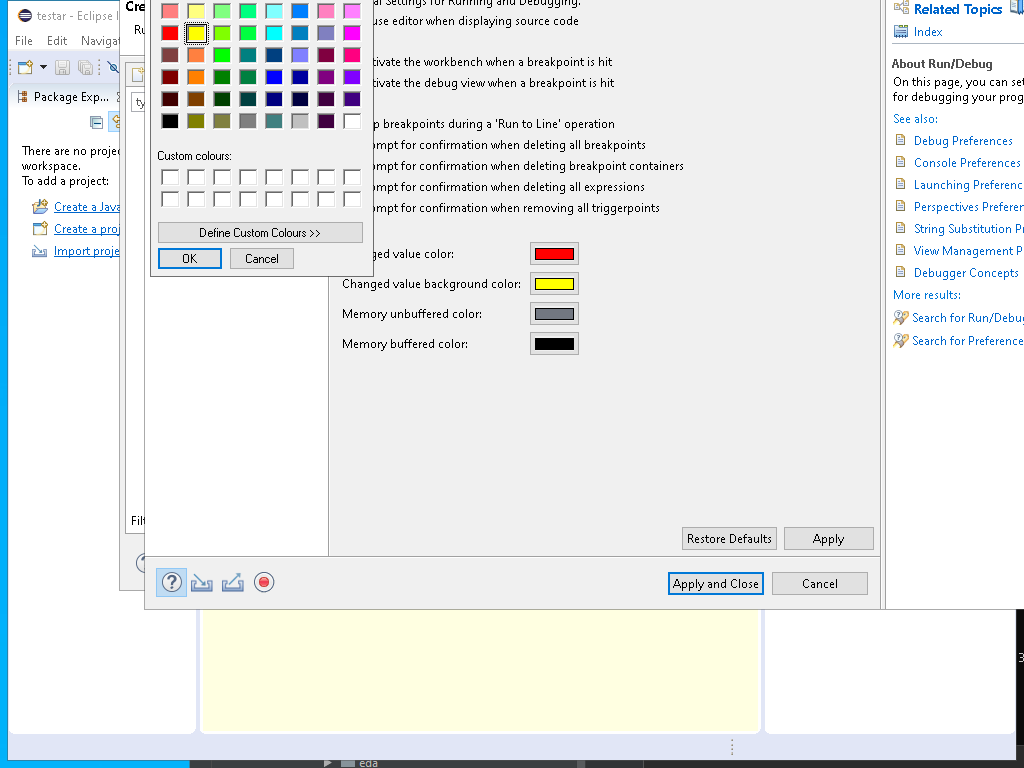 testar - Eclipse I
File Edit Navigat
Package Exp...
There are no proje
workspace.
To add a project:
Create a Java
Create a proj
Import proje
Cre
Ru
ty
Filt
Custom colours:
Define Custom Colours >>
OK Cancel
al Settings for Running and Debugging.
use editor when displaying source code
tivate the workbench when a breakpoint is hit
tivate the debug view when a breakpoint is hit
p breakpoints during a 'Run to Line' operation
ompt for confirmation when deleting all breakpoints
ompt for confirmation when deleting breakpoint containers
ompt for confirmation when deleting all expressions
ompt for confirmation when removing all triggerpoints
ged value color:
Changed value background color:
Memory unbuffered color:
Memory buffered color:
Restore Defaults Apply
Apply and Close Cancel
Related Topics
Index
About Run/Debug
On this page, you can set
for debugging your prog
See also:
Debug Preferences
Console Preferences
Launching Preferenc
Perspectives Preferen
String Substitution Pr
View Management P
Debugger Concepts
More results:
Search for Run/Debug
Search for Preference
3
eda